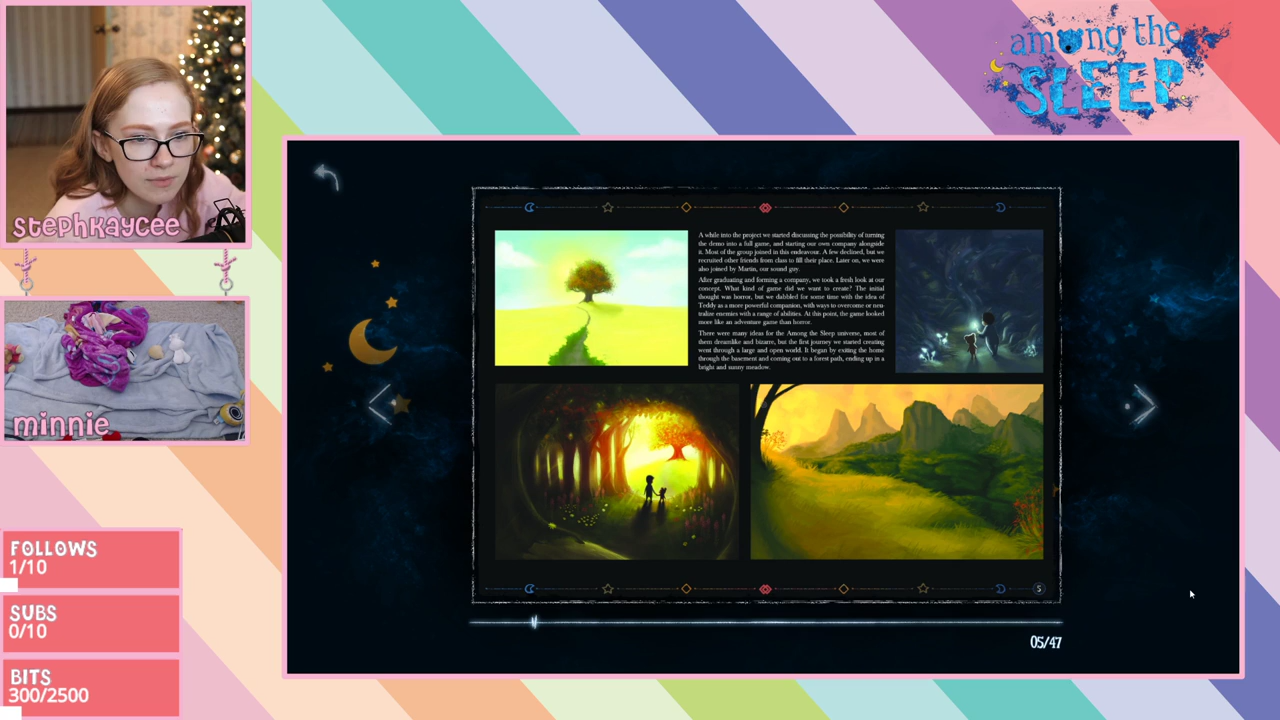 among the
SLEEP
stephkaycee
A while into the project we started discussing the possibility of turning
the demo into a full game, and starting our own company alongside
it. Most of the group joined in this endeavour. A few declined, but we
recruited other friends from class to fill their place. Later on, we were
also joined by Martin, our sound guy.
After graduating and forming a company, we took a fresh look at our
concept. What kind of game did we want to create? The initial
thought was horror, but we dabbled for some time with the idea of
Teddy as a more powerful companion, with ways to overcome or neu-
tralize enemies with a range of abilities. At this point, the game looked
more like an adventure game than horror.
There were many ideas for the Among the Sleep universe, most of
them dreamlike and bizarre, but the first journey we started creating
went through a large and open world. It began by exiting the home
through the basement and coming out to a forest path, ending up in a
bright and sunny meadow.
minnie
FOLLOWS
1/10
SUBS
0/10
BITS
300/2500
5
05/47